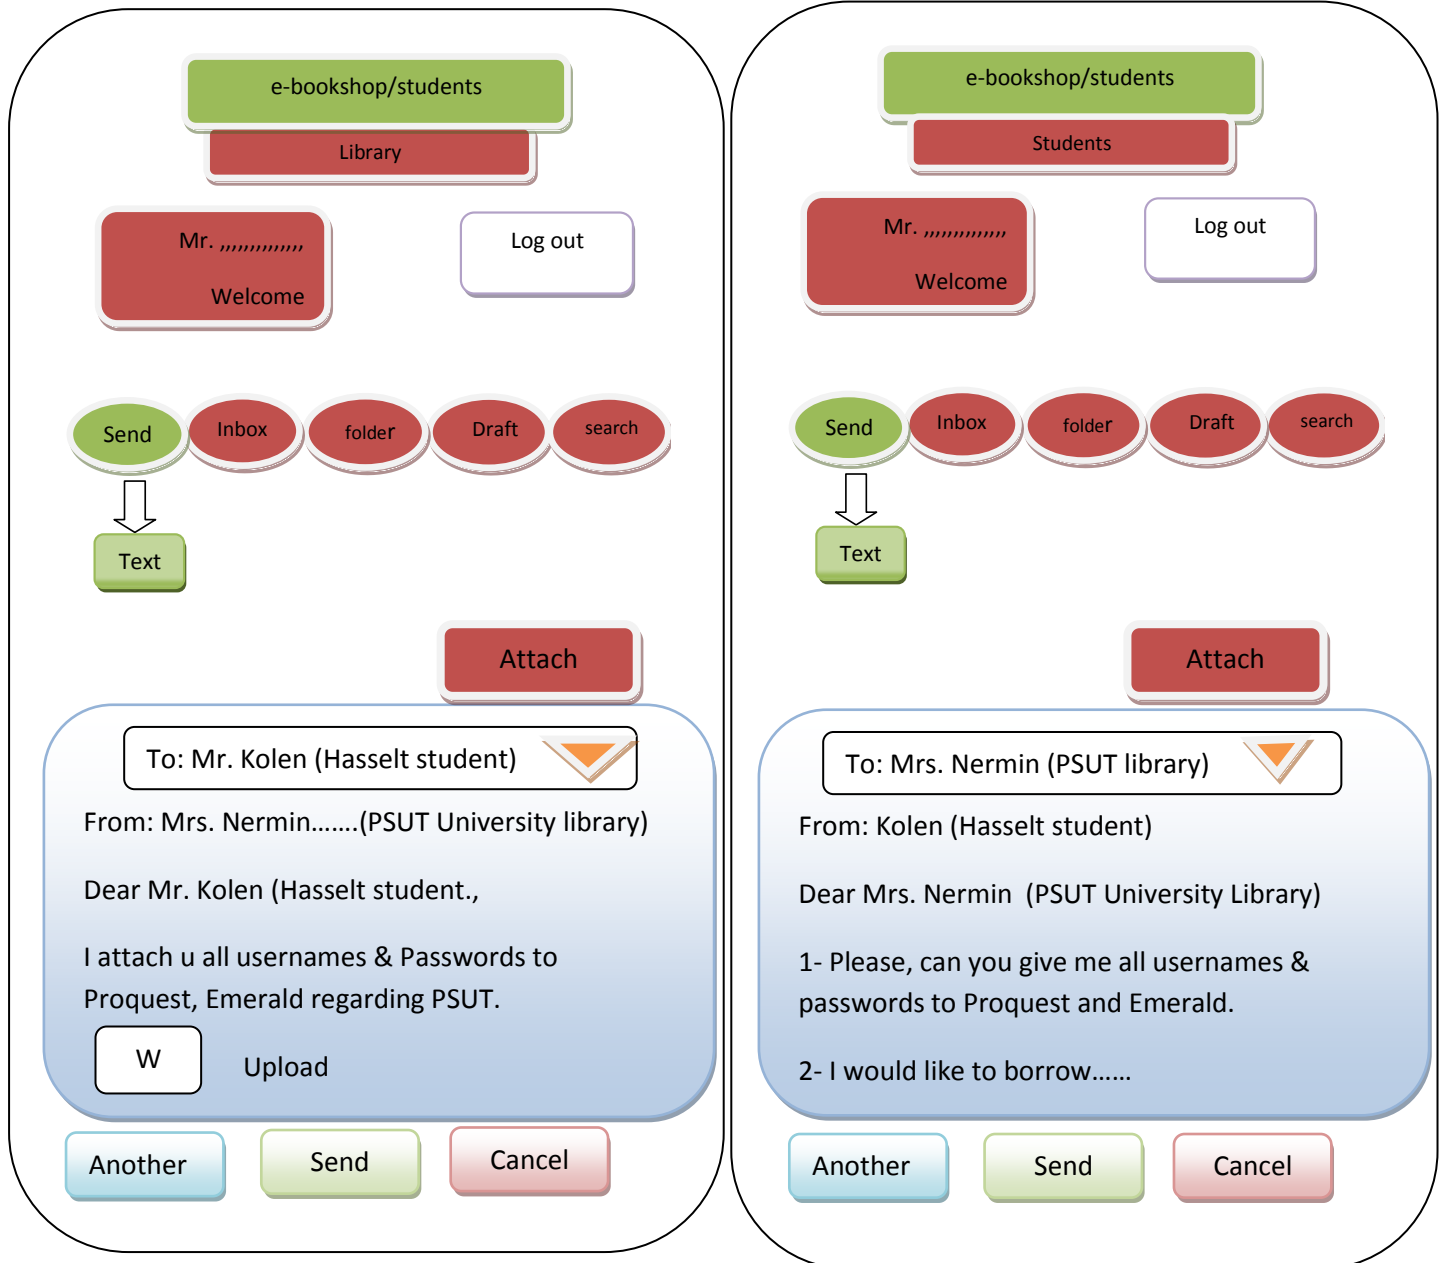 e-bookshop/students
Library
Mr. ,,,,,,,,,,,,,,
Welcome
Log out
Send
Inbox
folder
Draft
search
Text
Attach
To: Mr. Kolen (Hasselt student)
From: Mrs. Nermin…….(PSUT University library)
Dear Mr. Kolen (Hasselt student.,
I attach u all usernames & Passwords to
Proquest, Emerald regarding PSUT.
W
Upload
Another
Send
Cancel
e-bookshop/students
Students
Mr. ,,,,,,,,,,,,,,
Welcome
Log out
Send
Inbox
folder
Draft
search
Text
Attach
To: Mrs. Nermin (PSUT library)
From: Kolen (Hasselt student)
Dear Mrs. Nermin  (PSUT University Library)
1- Please, can you give me all usernames &
passwords to Proquest and Emerald.
2- I would like to borrow……
Another
Send
Cancel